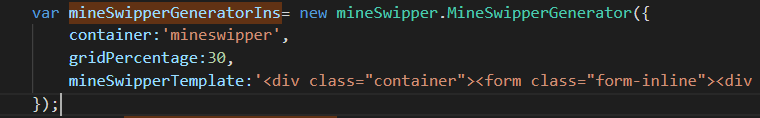 var mineSwipperGeneratorIns= new mineSwipper.MineSwipperGenerator({
container:'mineswipper',
gridPercentage:30,
mineSwipperTemplate:'<div class="container"><form class="form-inline"><div
});